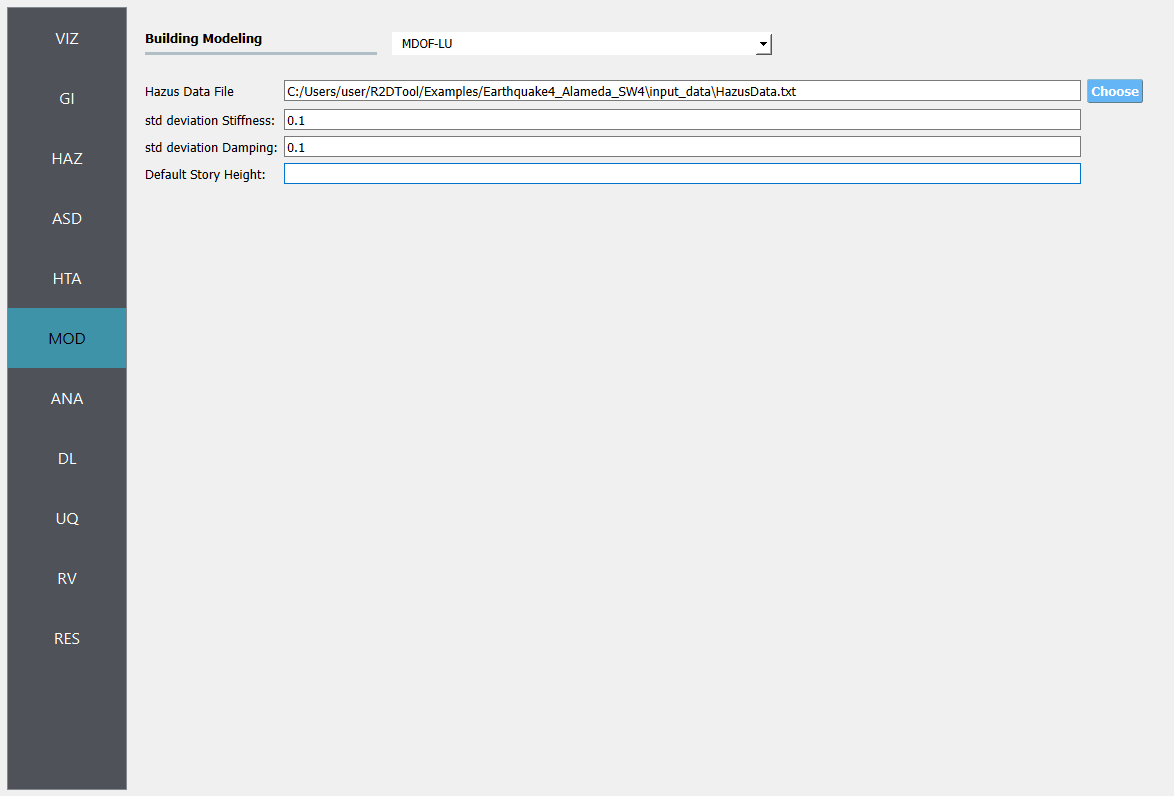 VIZ
GI
HAZ
ASD
HTA
MOD
ANA
DL
UQ
RV
RES
Building Modeling
MDOF-LU
Hazus Data File
C:/Users/user/R2DTool/Examples/Earthquake4_Alameda_SW4\input_data\HazusData.txt
Choose
std deviation Stiffness:
0.1
std deviation Damping:
0.1
Default Story Height: